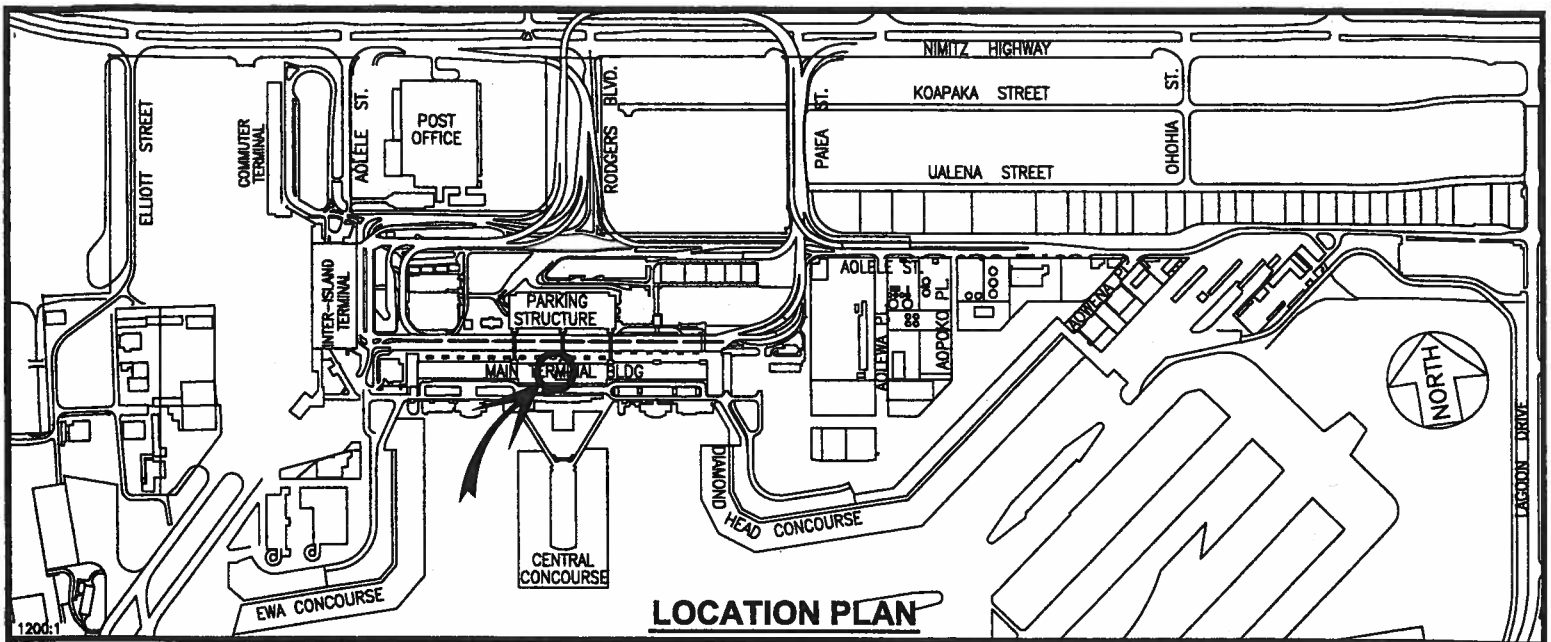 NIMITZ HIGHWAY
KOAPAKA STREET
UALENA STREET
ELLIOTT STREET
COMMUTER
TERMINAL
AOLELE ST.
POST
OFFICE
RODGERS BLVD.
PAIEA ST.
OHOHIA ST.
INTER-ISLAND
TERMINAL
PARKING
STRUCTURE
MAIN TERMINAL BLDG
AOLELE ST.
AOLEWA PL.
AOPOKO PL.
AOWENA
NORTH
LAGOON DRIVE
DIAMOND
HEAD CONCOURSE
CENTRAL
CONCOURSE
EWA CONCOURSE
LOCATION PLAN
1200:1